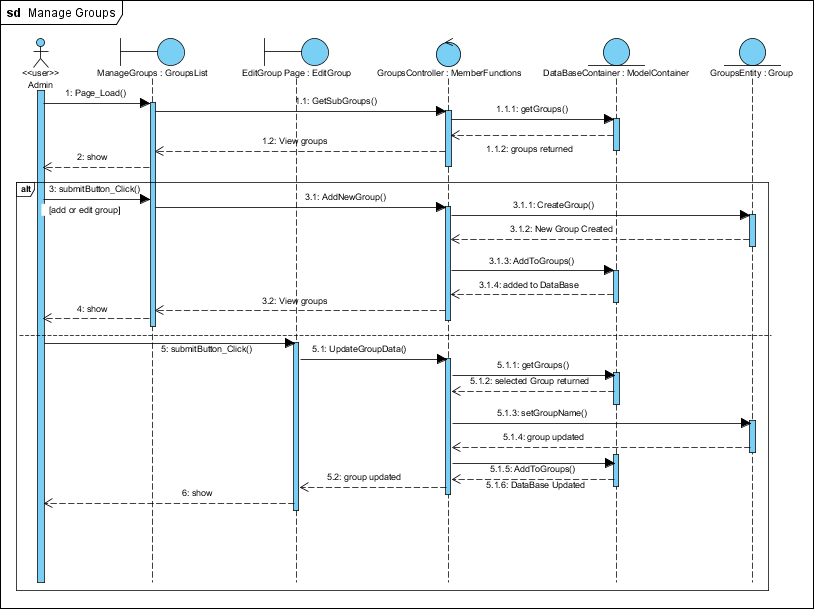 sd Manage Groups
<<user>>
Admin
ManageGroups : GroupsList
EditGroup Page : EditGroup
GroupsController : MemberFunctions
DataBaseContainer : ModelContainer
GroupsEntity : Group
1: Page_Load()
1.1: GetSubGroups()
1.1.1: getGroups()
1.1.2: groups returned
1.2: View groups
2: show
alt
3: submitButton_Click()
[add or edit group]
3.1: AddNewGroup()
3.1.1: CreateGroup()
3.1.2: New Group Created
3.1.3: AddToGroups()
3.1.4: added to DataBase
3.2: View groups
4: show
5: submitButton_Click()
5.1: UpdateGroupData()
5.1.1: getGroups()
5.1.2: selected Group returned
5.1.3: setGroupName()
5.1.4: group updated
5.1.5: AddToGroups()
5.1.6: DataBase Updated
5.2: group updated
6: show